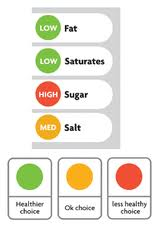 LOW Fat
LOW Saturates
HIGH Sugar
MED Salt
Healthier choice
Ok choice
less healthy choice